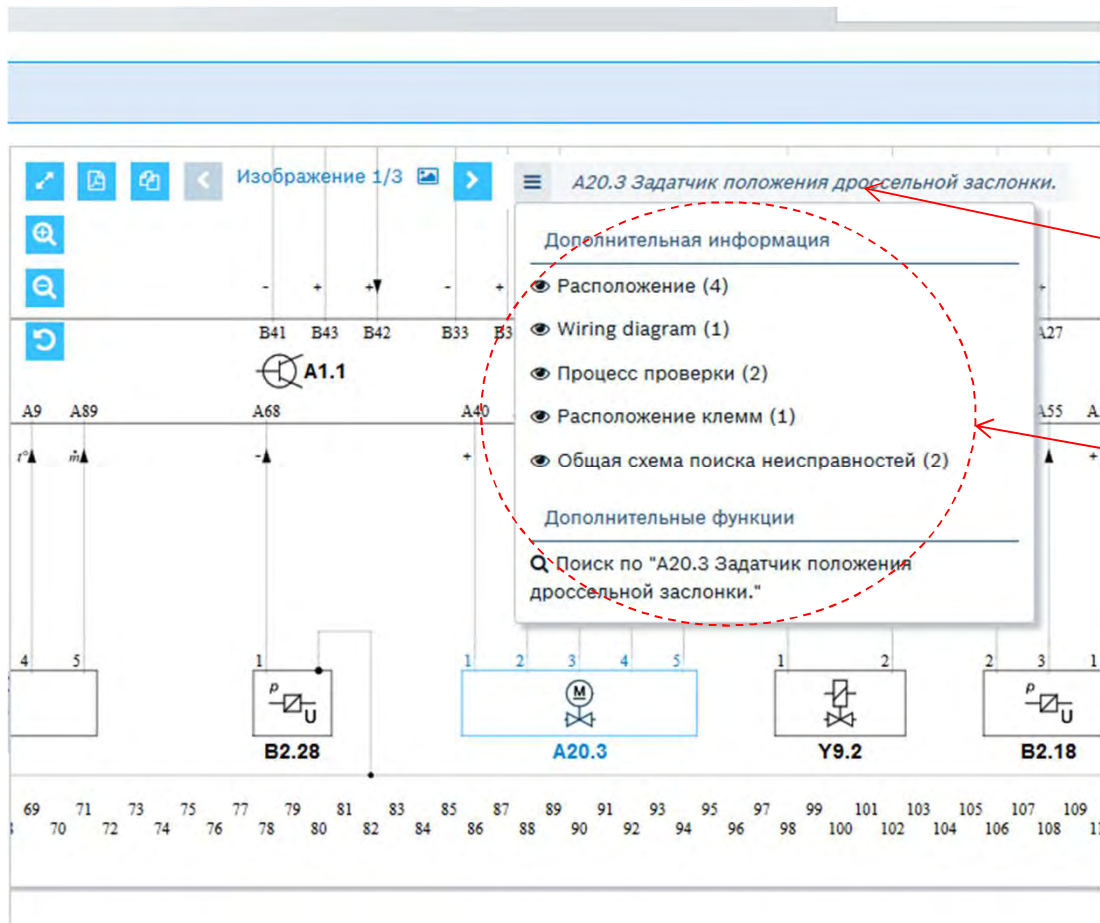 Изображение 1/3
A20.3 Задатчик положения дроссельной заслонки.
Дополнительная информация
Расположение (4)
Wiring diagram (1)
Процесс проверки (2)
Расположение клемм (1)
Общая схема поиска неисправностей (2)
Дополнительные функции
Поиск по "A20.3 Задатчик положения
дроссельной заслонки."
- + + - + +
B41 B43 B42 B33 B3 A27
A1.1
A9 A89 A68 A40 A55 A
t° ṁ - + +
4 5 1 1 2 3 4 5 1 2 2 3 1
P U M P U
B2.28 A20.3 Y9.2 B2.18
69 71 73 75 77 79 81 83 85 87 89 91 93 95 97 99 101 103 105 107 109
70 72 74 76 78 80 82 84 86 88 90 92 94 96 98 100 102 104 106 108